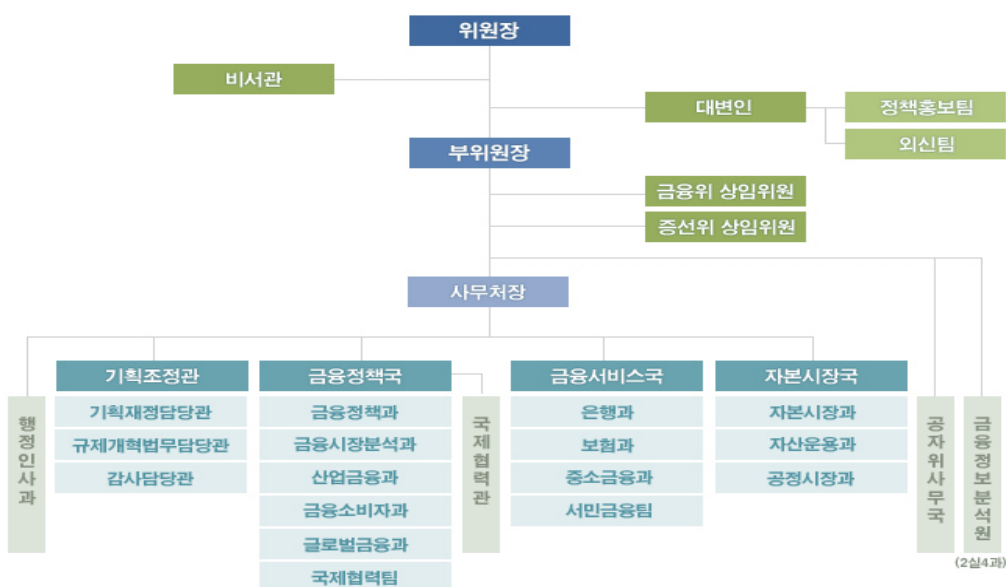 위원장
비서관
대변인
정책홍보팀
외신팀
부위원장
금융위 상임위원
증선위 상임위원
사무처장
행정인사과
기획조정관
기획재정담당관
규제개혁법무담당관
감사담당관
금융정책국
금융정책과
금융시장분석과
산업금융과
금융소비자과
글로벌금융과
국제협력팀
국제협력관
금융서비스국
은행과
보험과
중소금융과
서민금융팀
자본시장국
자본시장과
자산운용과
공정시장과
공자위사무국
금융정보분석원
(2실4과)